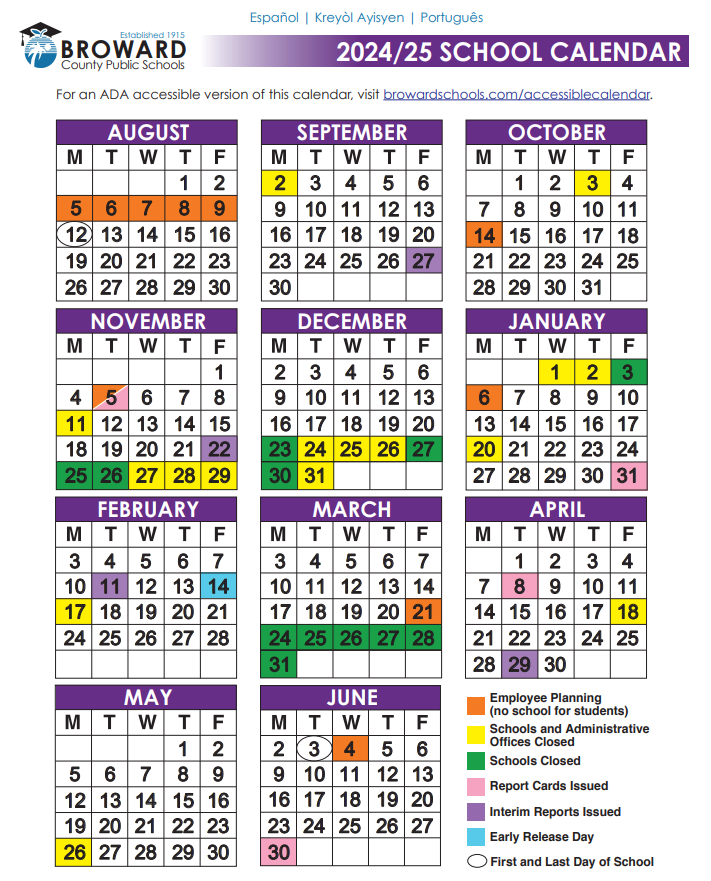 Español | Kreyòl Ayisyen | Português
Established 1915
BROWARD
County Public Schools
2024/25 SCHOOL CALENDAR
For an ADA accessible version of this calendar, visit browardschools.com/accessiblecalendar.
AUGUST
M T W T F
1 2
5 6 7 8 9
12 13 14 15 16
19 20 21 22 23
26 27 28 29 30
SEPTEMBER
M T W T F
2 3 4 5 6
9 10 11 12 13
16 17 18 19 20
23 24 25 26 27
30
OCTOBER
M T W T F
1 2 3 4
7 8 9 10 11
14 15 16 17 18
21 22 23 24 25
28 29 30 31
NOVEMBER
M T W T F
1
4 5 6 7 8
11 12 13 14 15
18 19 20 21 22
25 26 27 28 29
DECEMBER
M T W T F
2 3 4 5 6
9 10 11 12 13
16 17 18 19 20
23 24 25 26 27
30 31
JANUARY
M T W T F
1 2 3
6 7 8 9 10
13 14 15 16 17
20 21 22 23 24
27 28 29 30 31
FEBRUARY
M T W T F
3 4 5 6 7
10 11 12 13 14
17 18 19 20 21
24 25 26 27 28
MARCH
M T W T F
3 4 5 6 7
10 11 12 13 14
17 18 19 20 21
24 25 26 27 28
31
APRIL
M T W T F
1 2 3 4
7 8 9 10 11
14 15 16 17 18
21 22 23 24 25
28 29 30
MAY
M T W T F
1 2
5 6 7 8 9
12 13 14 15 16
19 20 21 22 23
26 27 28 29 30
JUNE
M T W T F
2 3 4 5 6
9 10 11 12 13
16 17 18 19 20
23 24 25 26 27
30
Employee Planning
(no school for students)
Schools and Administrative
Offices Closed
Schools Closed
Report Cards Issued
Interim Reports Issued
Early Release Day
First and Last Day of School